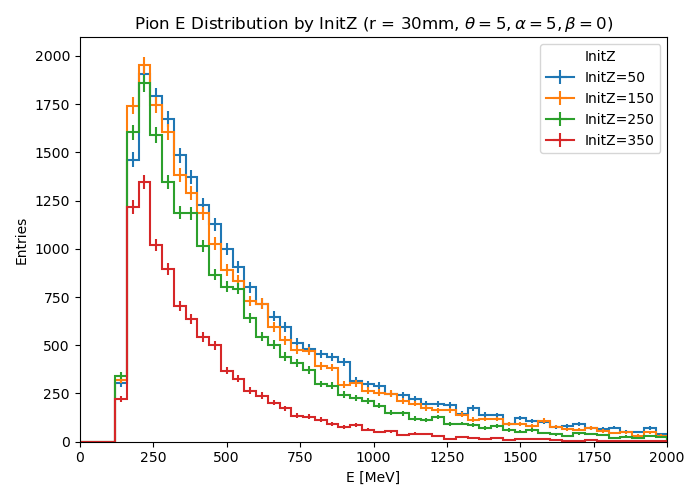 Pion E Distribution by InitZ (r = 30mm, θ = 5, α = 5, β = 0)
InitZ
InitZ=50
InitZ=150
InitZ=250
InitZ=350
Entries
2000
1750
1500
1250
1000
750
500
250
0
0 250 500 750 1000 1250 1500 1750 2000
E [MeV]